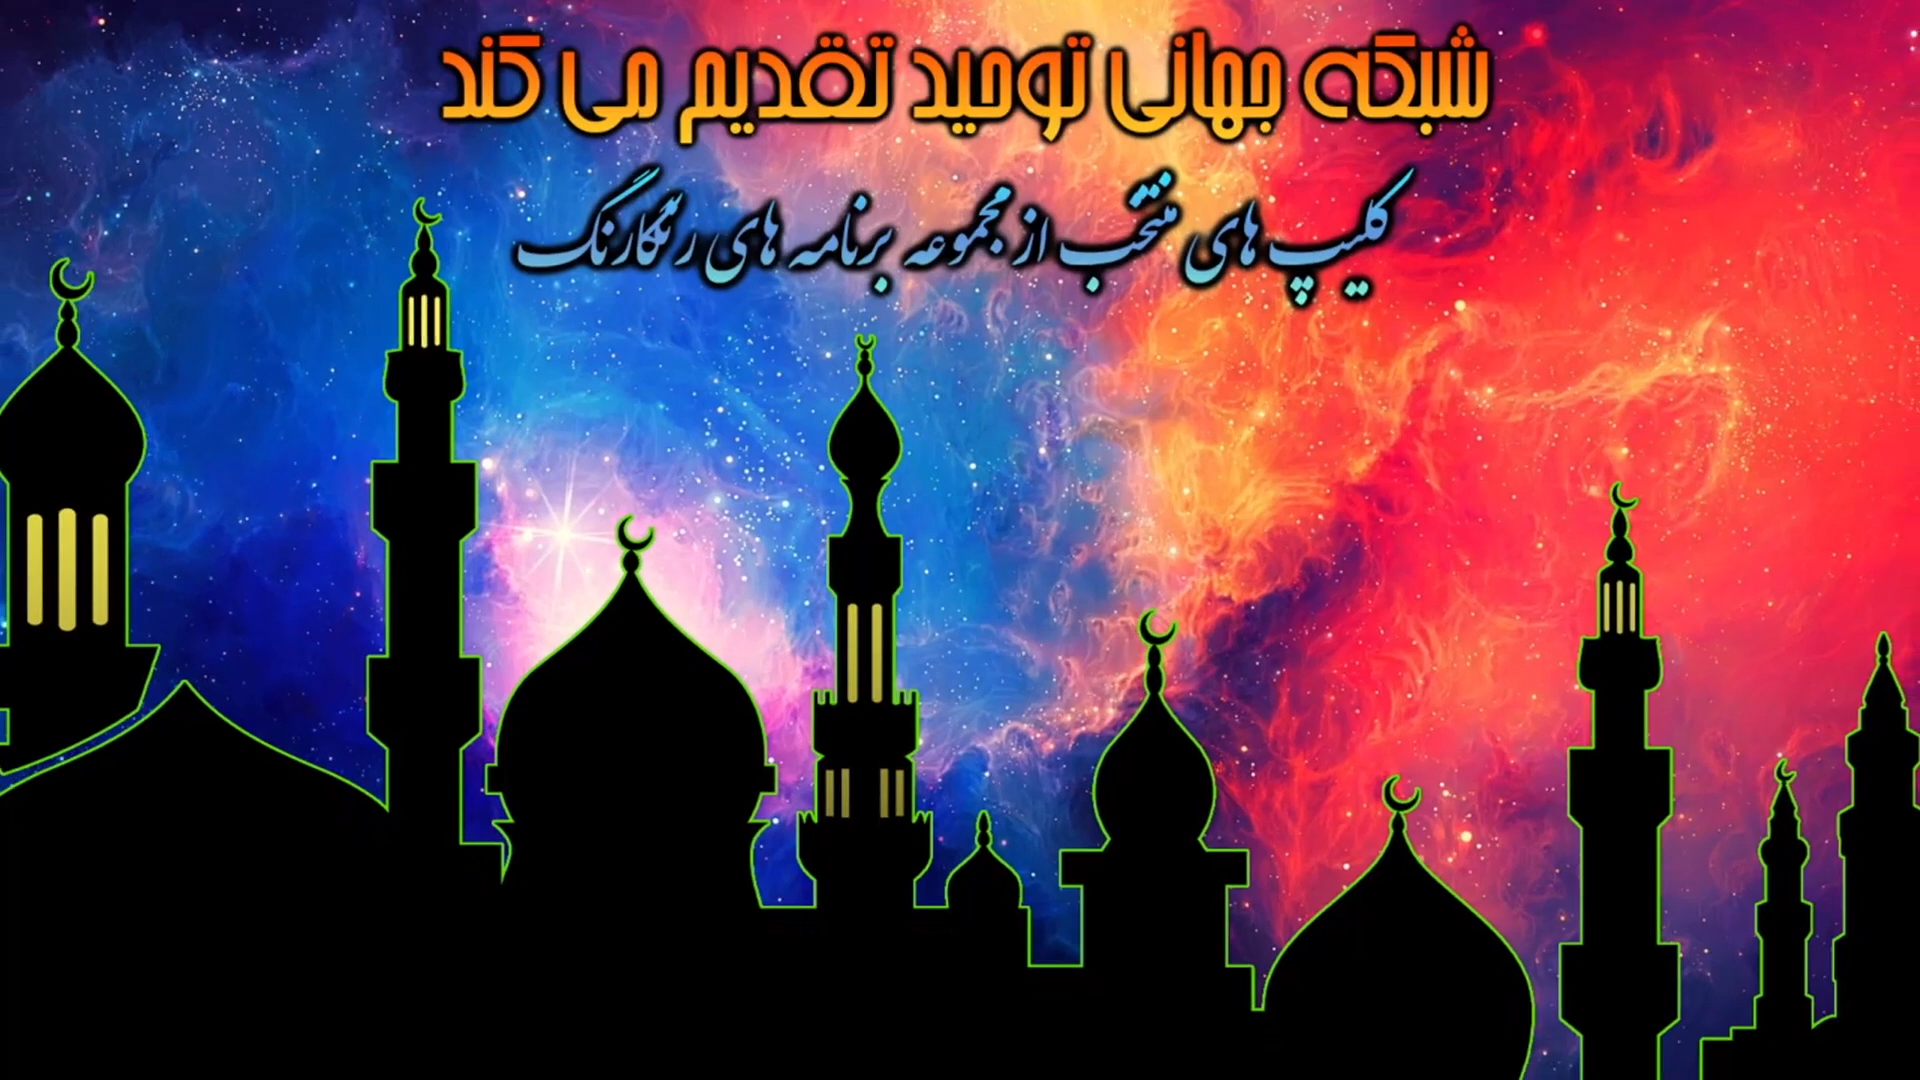 شبکه جهانی توحید تقدیم می کند
کلیپ های منتخب از مجموعه برنامه های رنگارنگ